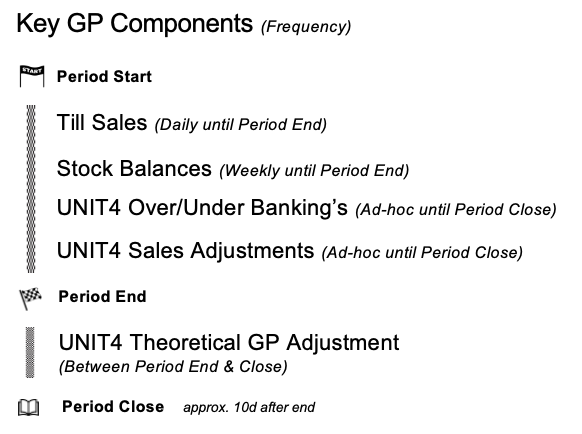 Key GP Components (Frequency)
START
Period Start
Till Sales (Daily until Period End)
Stock Balances (Weekly until Period End)
UNIT4 Over/Under Banking’s (Ad-hoc until Period Close)
UNIT4 Sales Adjustments (Ad-hoc until Period Close)
Period End
UNIT4 Theoretical GP Adjustment
(Between Period End & Close)
Period Close approx. 10d after end